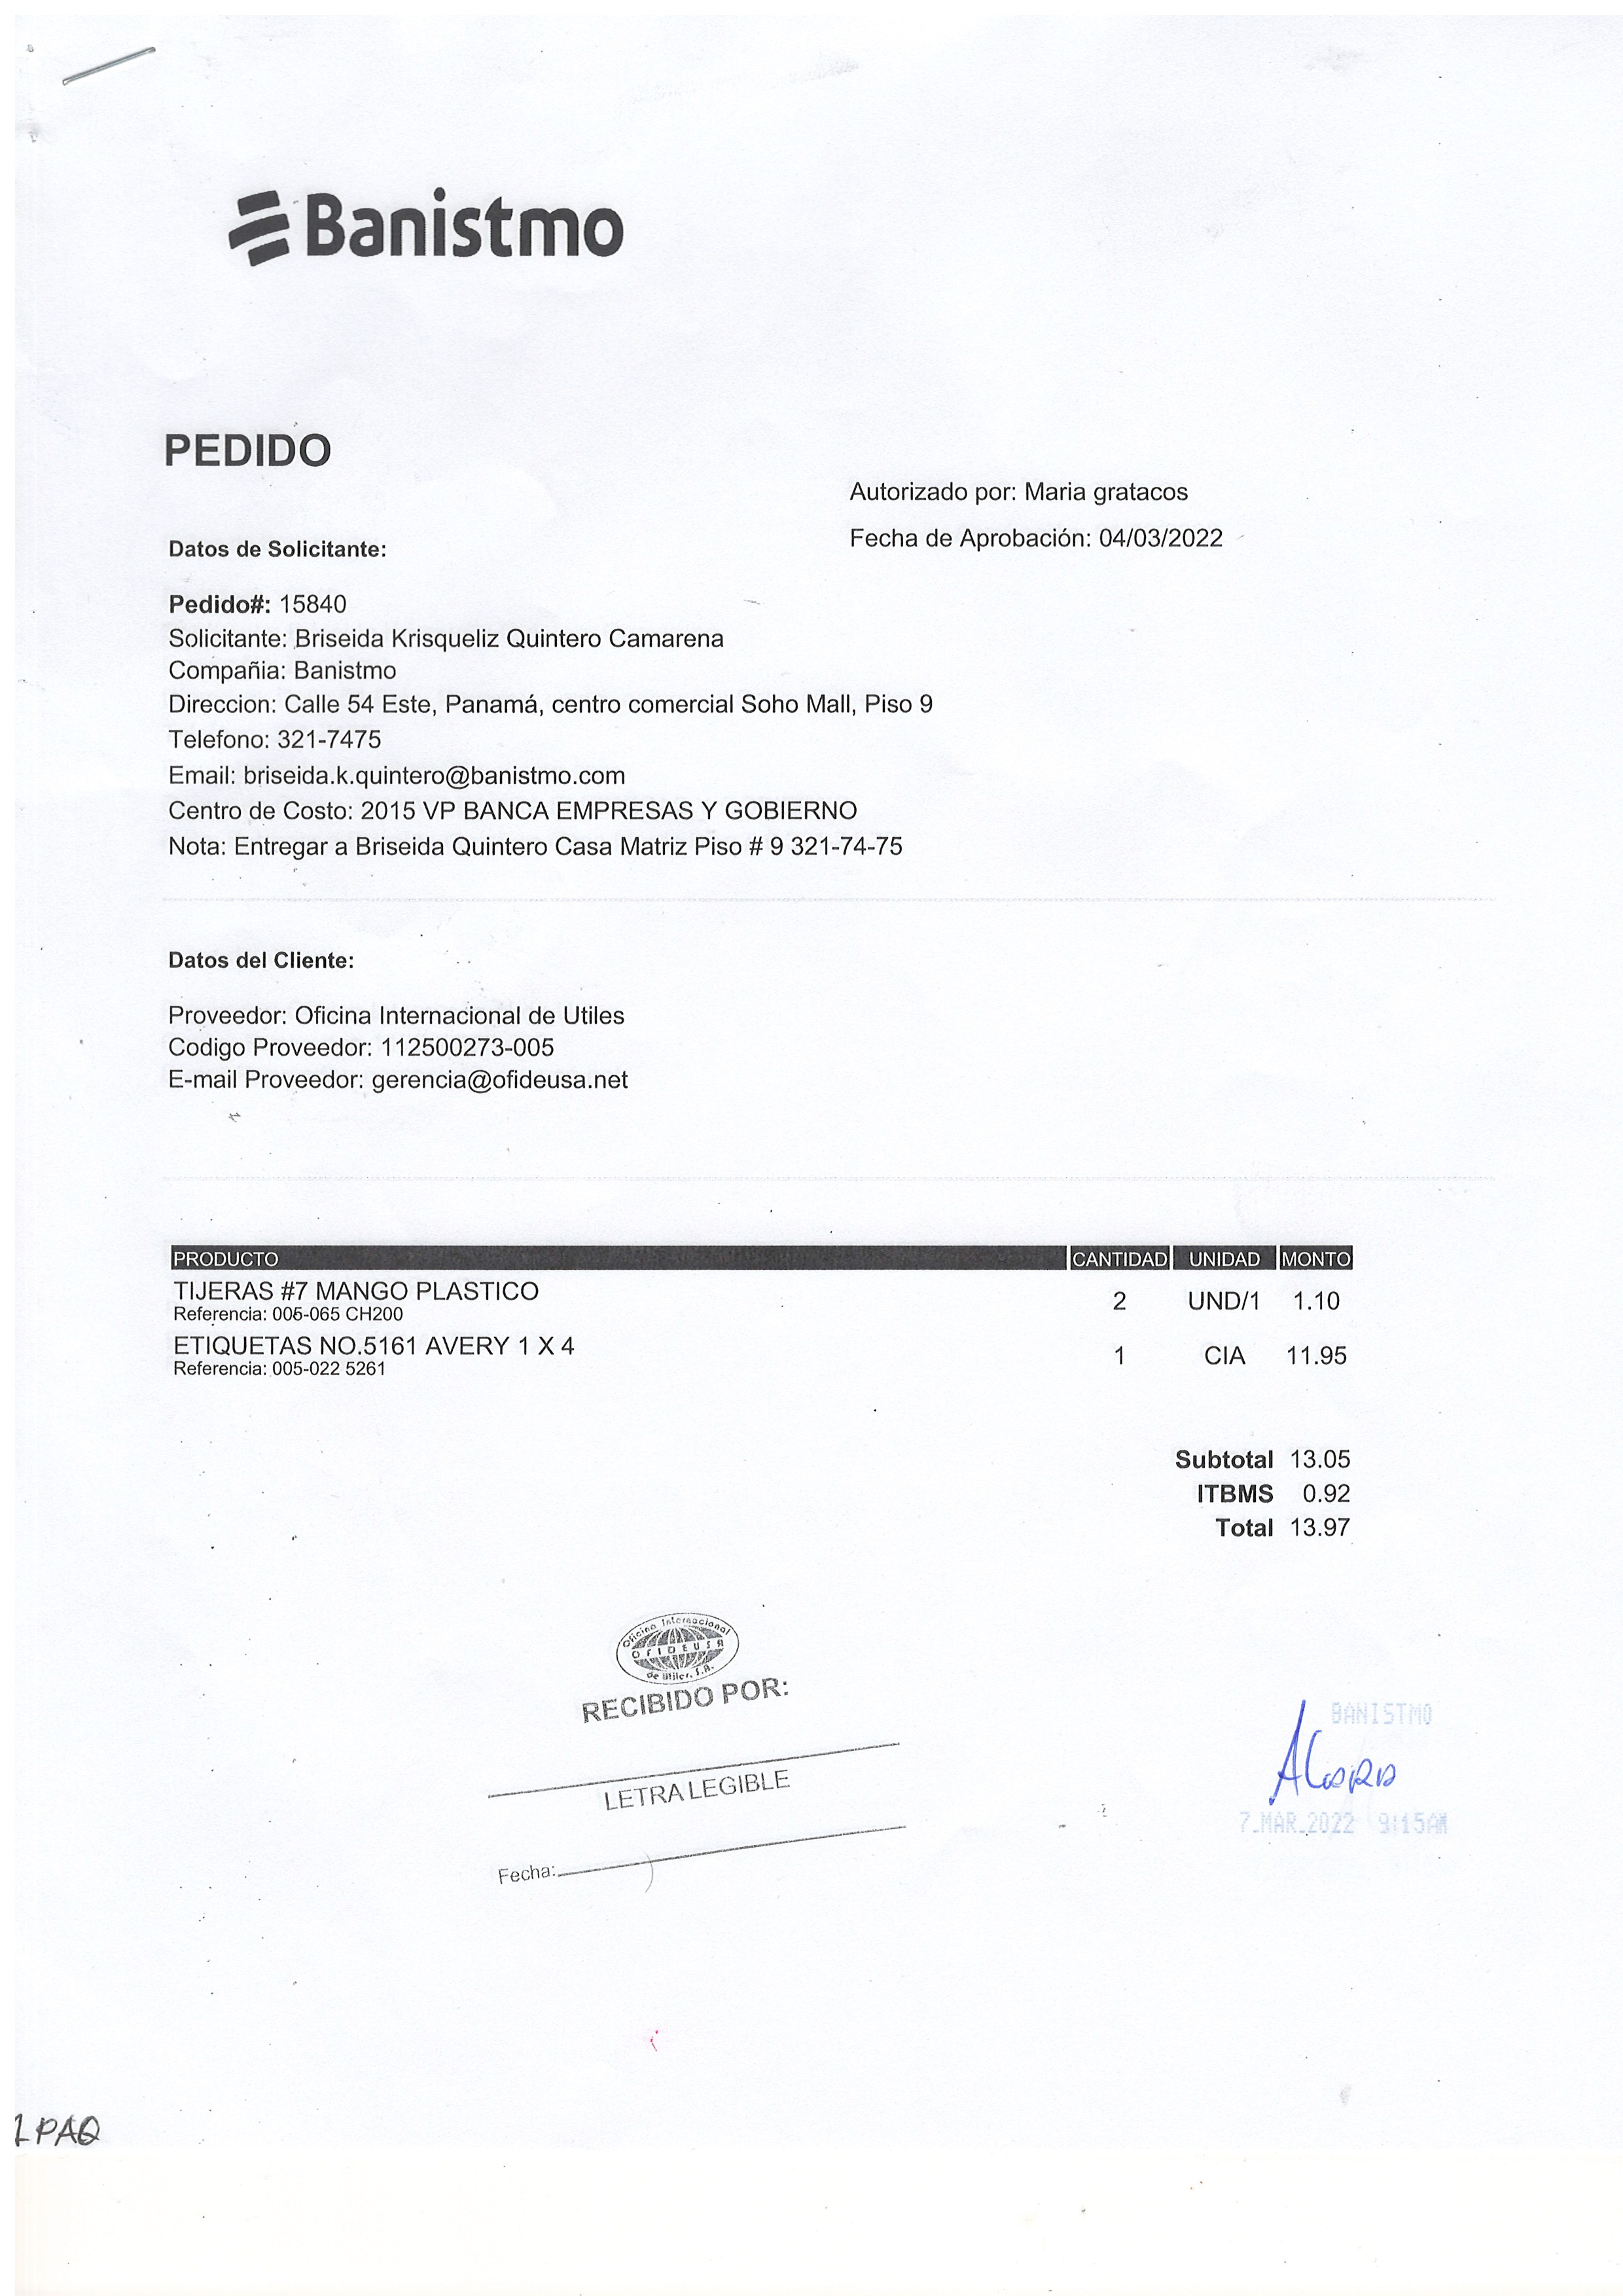 Banistmo
PEDIDO
Autorizado por: Maria gratacos
Fecha de Aprobación: 04/03/2022
Datos de Solicitante:
Pedido#: 15840
Solicitante: Briseida Krisqueliz Quintero Camarena
Compañia: Banistmo
Direccion: Calle 54 Este, Panamá, centro comercial Soho Mall, Piso 9
Telefono: 321-7475
Email: briseida.k.quintero@banistmo.com
Centro de Costo: 2015 VP BANCA EMPRESAS Y GOBIERNO
Nota: Entregar a Briseida Quintero Casa Matriz Piso # 9 321-74-75
Datos del Cliente:
Proveedor: Oficina Internacional de Utiles
Codigo Proveedor: 112500273-005
E-mail Proveedor: gerencia@ofideusa.net
PRODUCTO CANTIDAD UNIDAD MONTO
TIJERAS #7 MANGO PLASTICO 2 UND/1 1.10
Referencia: 005-065 CH200
ETIQUETAS NO.5161 AVERY 1 X 4 1 CIA 11.95
Referencia: 005-022 5261
Subtotal 13.05
ITBMS 0.92
Total 13.97
Oficina Internacional
OFIDEUSA
de Utiles, S.A.
RECIBIDO POR:
LETRA LEGIBLE
Fecha:
BANISTMO
7 MAR 2022 9:15AM
PAQ